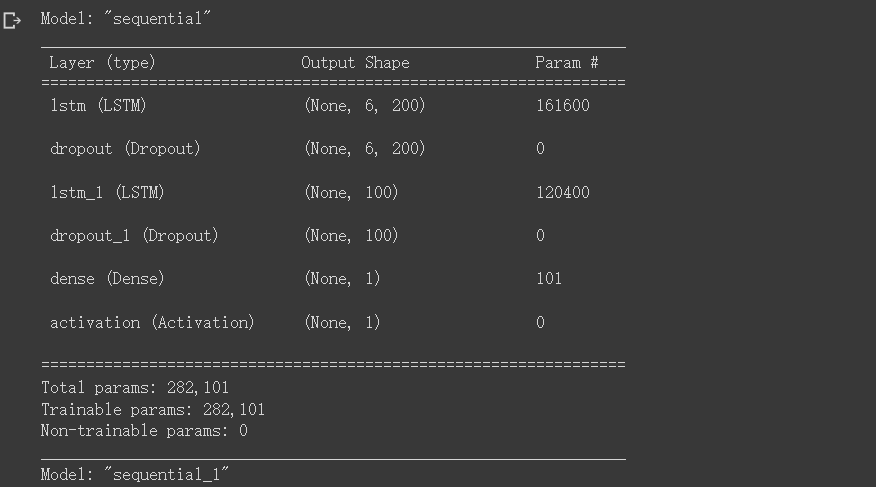 Model: "sequential"
Layer (type) Output Shape Param #
=================================================================
lstm (LSTM) (None, 6, 200) 161600
dropout (Dropout) (None, 6, 200) 0
lstm_1 (LSTM) (None, 100) 120400
dropout_1 (Dropout) (None, 100) 0
dense (Dense) (None, 1) 101
activation (Activation) (None, 1) 0
=================================================================
Total params: 282,101
Trainable params: 282,101
Non-trainable params: 0
_________________________________________________________________
Model: "sequential_1"